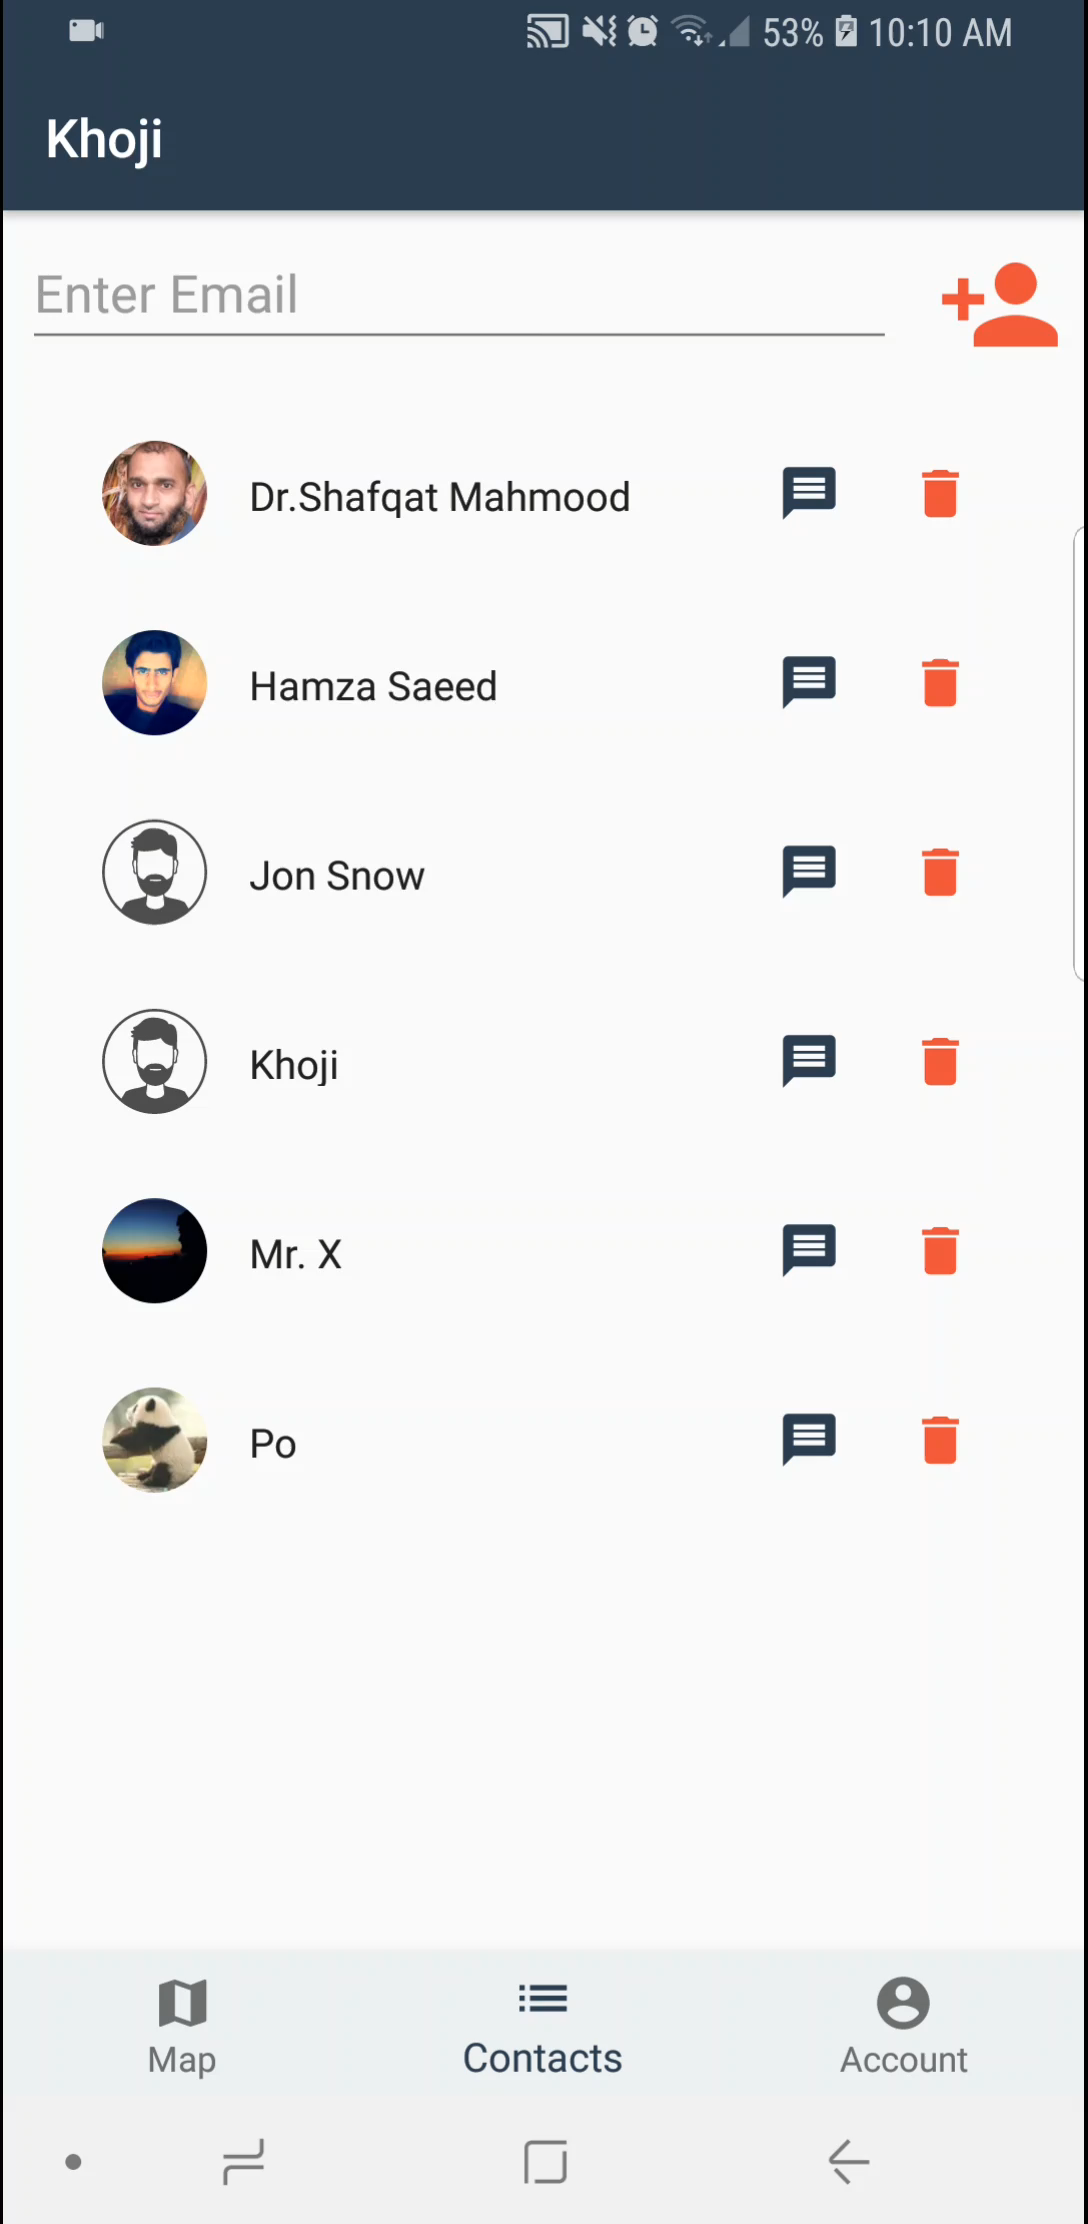 53% 10:10 AM
Khoji
Enter Email
Dr.Shafqat Mahmood
Hamza Saeed
Jon Snow
Khoji
Mr. X
Po
Map Contacts Account